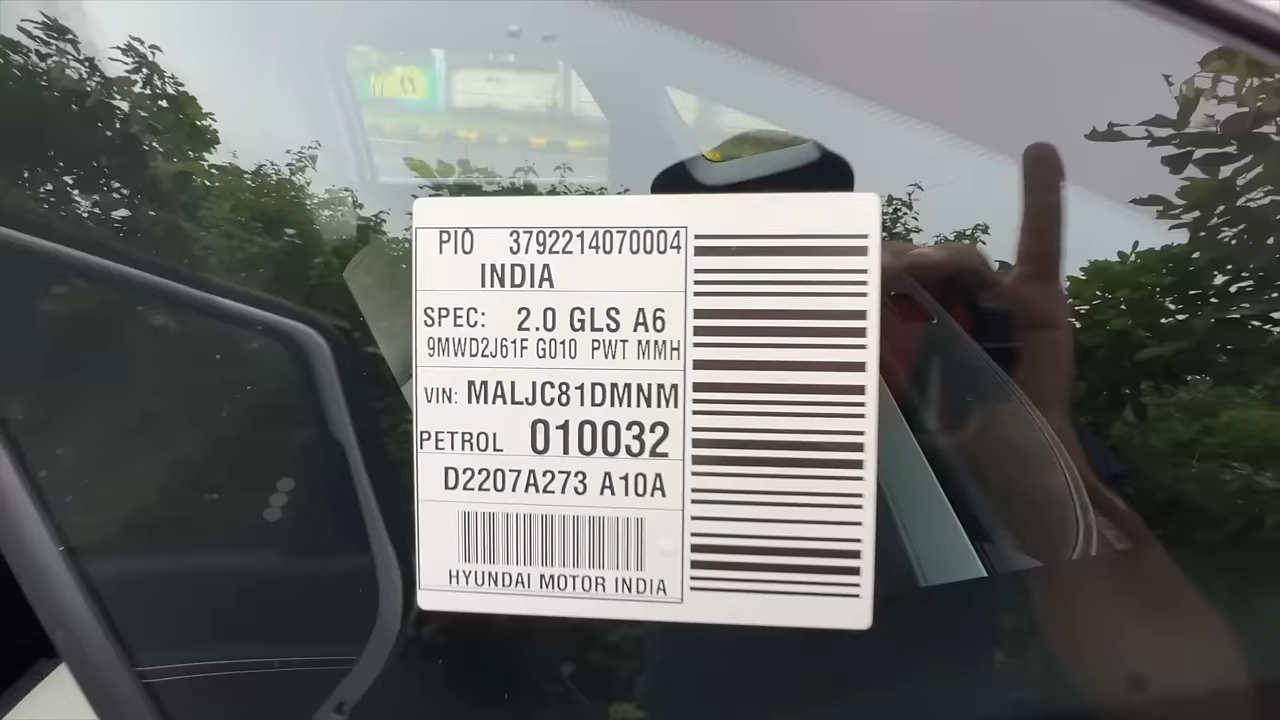 PIO 3792214070004
INDIA
SPEC: 2.0 GLS A6
9MWD2J61F G010 PWT MMH
VIN: MALJC81DMNM
PETROL 010032
D2207A273 A10A
HYUNDAI MOTOR INDIA